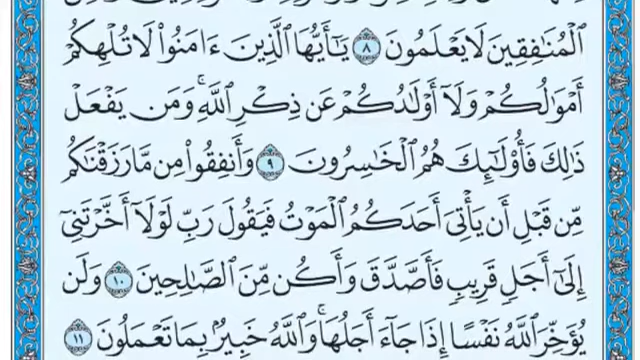 ٱلْمُنَٰفِقِينَ لَا يَعْلَمُونَ ٨ يَٰٓأَيُّهَا ٱلَّذِينَ ءَامَنُوا۟ لَا تُلْهِكُمْ
أَمْوَٰلُكُمْ وَلَآ أَوْلَٰدُكُمْ عَن ذِكْرِ ٱللَّهِ ۚ وَمَن يَفْعَلْ
ذَٰلِكَ فَأُو۟لَٰٓئِكَ هُمُ ٱلْخَٰسِرُونَ ٩ وَأَنفِقُوا۟ مِن مَّا رَزَقْنَٰكُم
مِّن قَبْلِ أَن يَأْتِىَ أَحَدَكُمُ ٱلْمَوْتُ فَيَقُولَ رَبِّ لَوْلَآ أَخَّرْتَنِىٓ
إِلَىٰٓ أَجَلٍ قَرِيبٍ فَأَصَّدَّقَ وَأَكُن مِّنَ ٱلصَّٰلِحِينَ ١٠ وَلَن
يُؤَخِّرَ ٱللَّهُ نَفْسًا إِذَا جَآءَ أَجَلُهَا ۚ وَٱللَّهُ خَبِيرٌۢ بِمَا تَعْمَلُونَ ١١